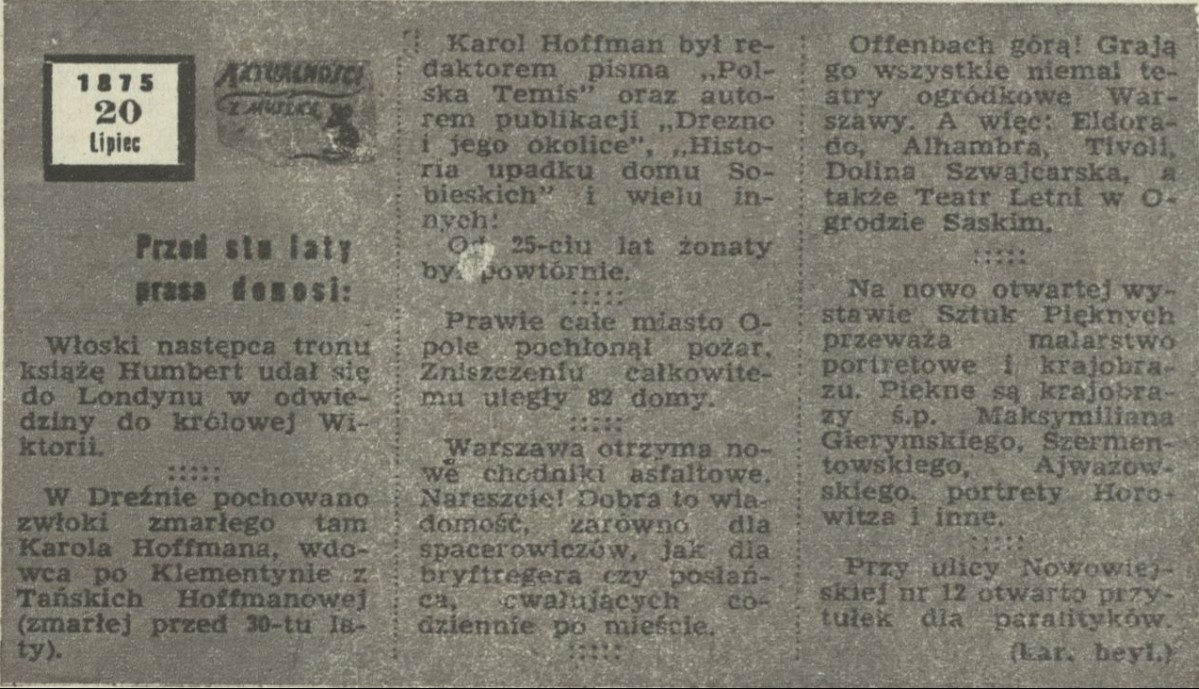 1875
20
Lipiec
AKTUALNOŚCI
Z MUSZKĄ
Przed stu laty
prasa donosi:
Włoski następca tronu
książę Humbert udał się
do Londynu w odwie-
dziny do królowej Wi-
ktorii.
:::::
W Dreźnie pochowano
zwłoki zmarłego tam
Karola Hoffmana, wdo-
wca po Klementynie z
Tańskich Hoffmanowej
(zmarłej przed 30-tu la-
ty).
Karol Hoffman był re-
daktorem pisma „Pol-
ska Temis” oraz auto-
rem publikacji „Drezno
i jego okolice”, „Histo-
ria upadku domu So-
bieskich” i wielu in-
nych:
Od 25-ciu lat żonaty
był powtórnie.
:::::
Prawie całe miasto O-
pole pochłonął pożar.
Zniszczeniu całkowite-
mu uległy 82 domy.
:::::
Warszawa otrzyma no-
wę chodniki asfaltowe.
Nareszcie! Dobra to wia-
domość, zarówno dla
spacerowiczów, jak dla
bryftregera czy posłań-
ca, cwałujących co-
dziennie po mieście.
:::::
Offenbach górą! Grają
go wszystkie niemal te-
atry ogródkowe War-
szawy. A więc: Eldora-
do, Alhambra, Tivoli,
Dolina Szwajcarska, a
także Teatr Letni w O-
grodzie Saskim.
:::::
Na nowo otwartej wy-
stawie Sztuk Pięknych
przeważa malarstwo
portretowe i krajobra-
zu. Piękne są krajobra-
zy ś.p. Maksymiliana
Gierymskiego, Szermen-
towskiego, Ajwazow-
skiego, portrety Horo-
witza i inne.
:::::
Przy ulicy Nowowiej-
skiej nr 12 otwarto przy-
tułek dla paralityków.
(kar. beyl.)